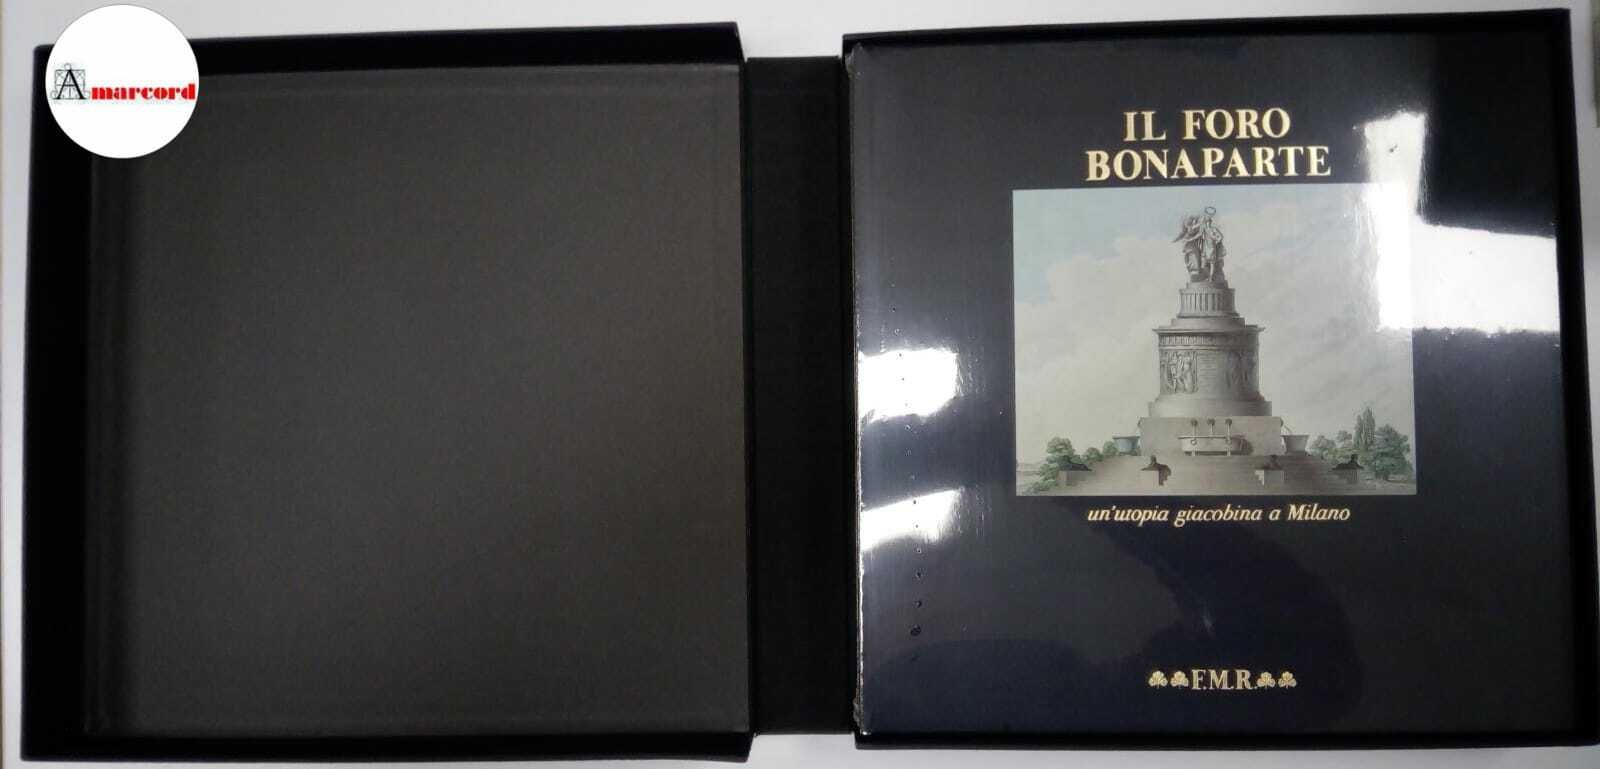 Amarcord
IL FORO
BONAPARTE
un'utopia giacobina a Milano
F.M.R.